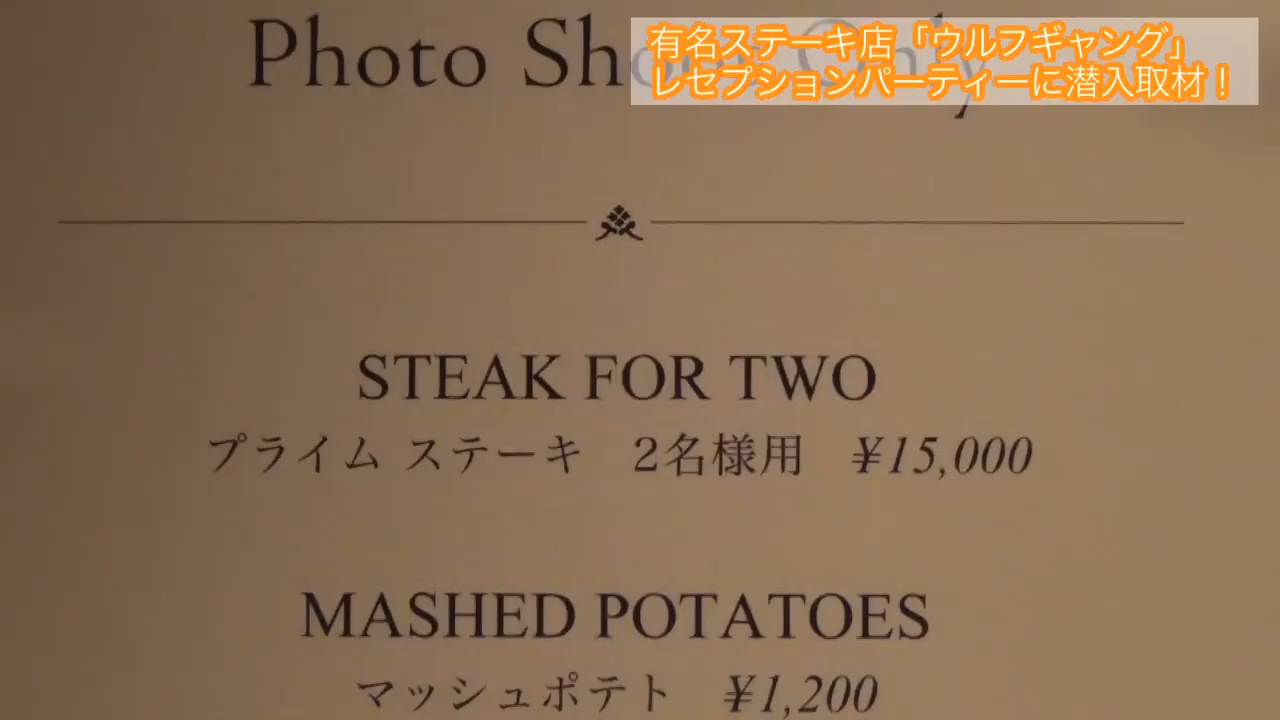 Photo Sh
Only
有名ステーキ店「ウルフギャング」
レセプションパーティーに潜入取材！
STEAK FOR TWO
プライム ステーキ 2名様用 ¥15,000
MASHED POTATOES
マッシュポテト ¥1,200